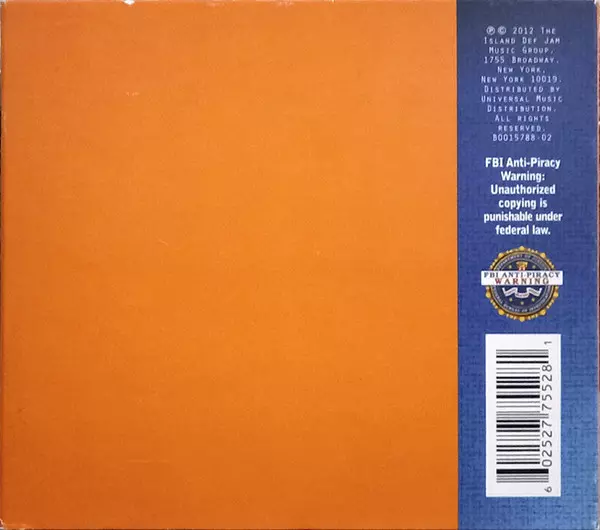 ℗ © 2012 The
Island Def Jam
Music Group,
1755 Broadway,
New York,
New York 10019.
Distributed by
Universal Music
Distribution.
All rights
reserved.
B0015788-02
FBI Anti-Piracy
Warning:
Unauthorized
copying is
punishable under
federal law.
FBI ANTI-PIRACY
WARNING
6 02527 75528 1